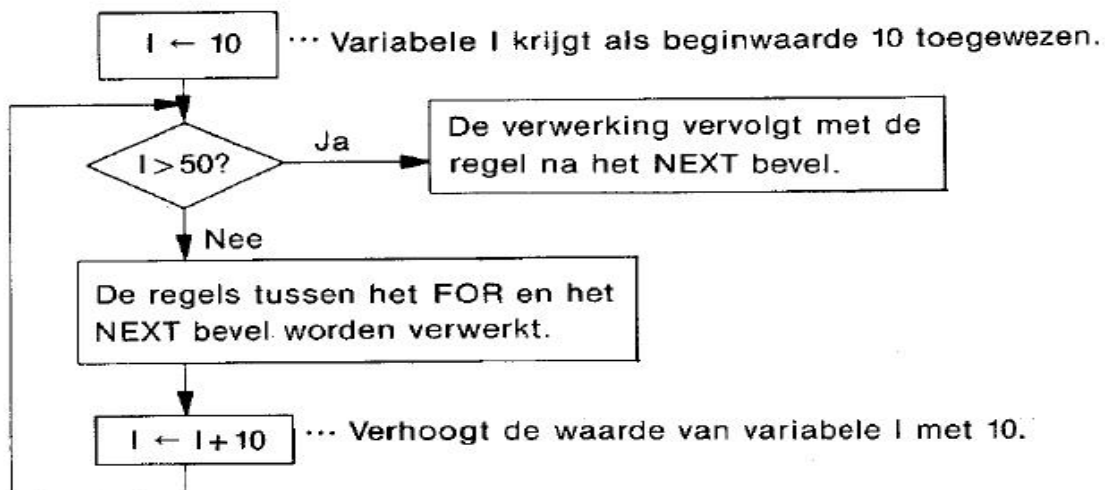 I ← 10 ··· Variabele I krijgt als beginwaarde 10 toegewezen.
I > 50?
Ja
De verwerking vervolgt met de
regel na het NEXT bevel.
Nee
De regels tussen het FOR en het
NEXT bevel worden verwerkt.
I ← I + 10 ··· Verhoogt de waarde van variabele I met 10.